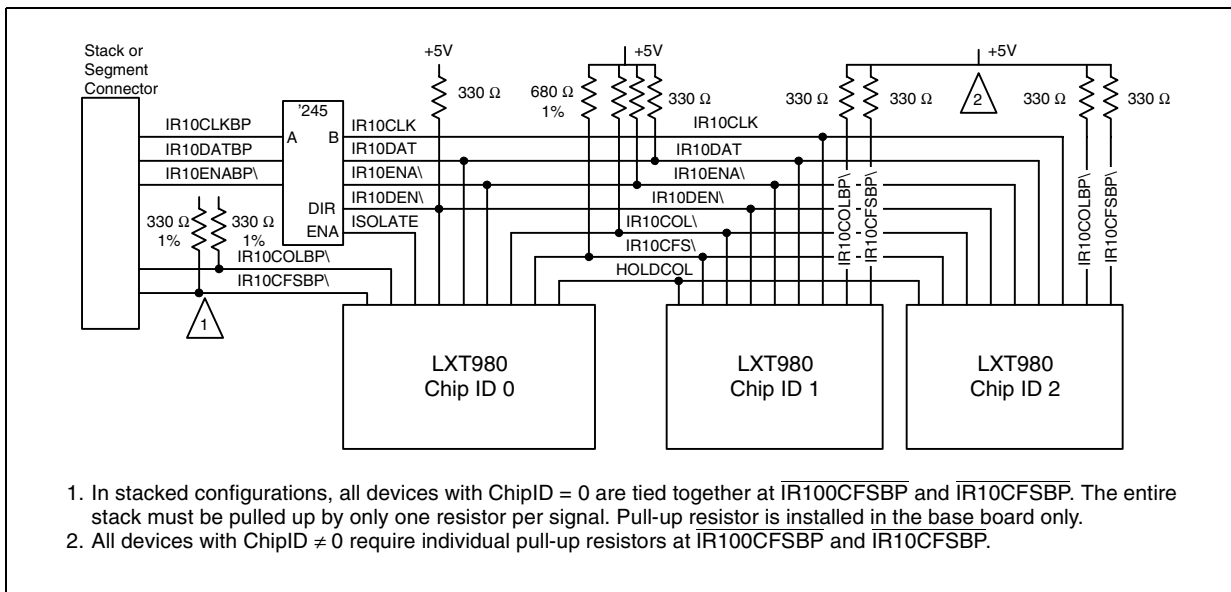 Stack or
Segment
Connector
+5V
+5V
+5V
330 Ω
680 Ω
1%
330 Ω
330 Ω
330 Ω
2
330 Ω
330 Ω
'245
A
B
DIR
ENA
IR10CLKBP
IR10DATBP
IR10ENABP\
IR10CLK
IR10DAT
IR10ENA\
IR10DEN\
ISOLATE
IR10CLK
IR10DAT
IR10ENA\
IR10DEN\
IR10COL\
IR10CFS\
HOLDCOL
IR10COLBP\
IR10CFSBP\
IR10COLBP\
IR10CFSBP\
330 Ω
1%
330 Ω
1%
IR10COLBP\
IR10CFSBP\
1
LXT980
Chip ID 0
LXT980
Chip ID 1
LXT980
Chip ID 2
1. In stacked configurations, all devices with ChipID = 0 are tied together at IR100CFSBP and IR10CFSBP. The entire
stack must be pulled up by only one resistor per signal. Pull-up resistor is installed in the base board only.
2. All devices with ChipID ≠ 0 require individual pull-up resistors at IR100CFSBP and IR10CFSBP.